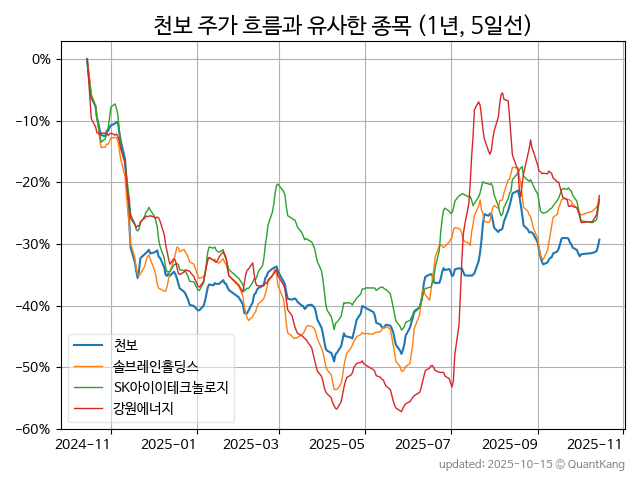 천보 주가 흐름과 유사한 종목 (1년, 5일선)
0%
−10%
−20%
−30%
−40%
−50%
−60%
천보
솔브레인홀딩스
SK아이이테크놀로지
강원에너지
2024-11
2025-01
2025-03
2025-05
2025-07
2025-09
2025-11
updated: 2025-10-15 © QuantKang